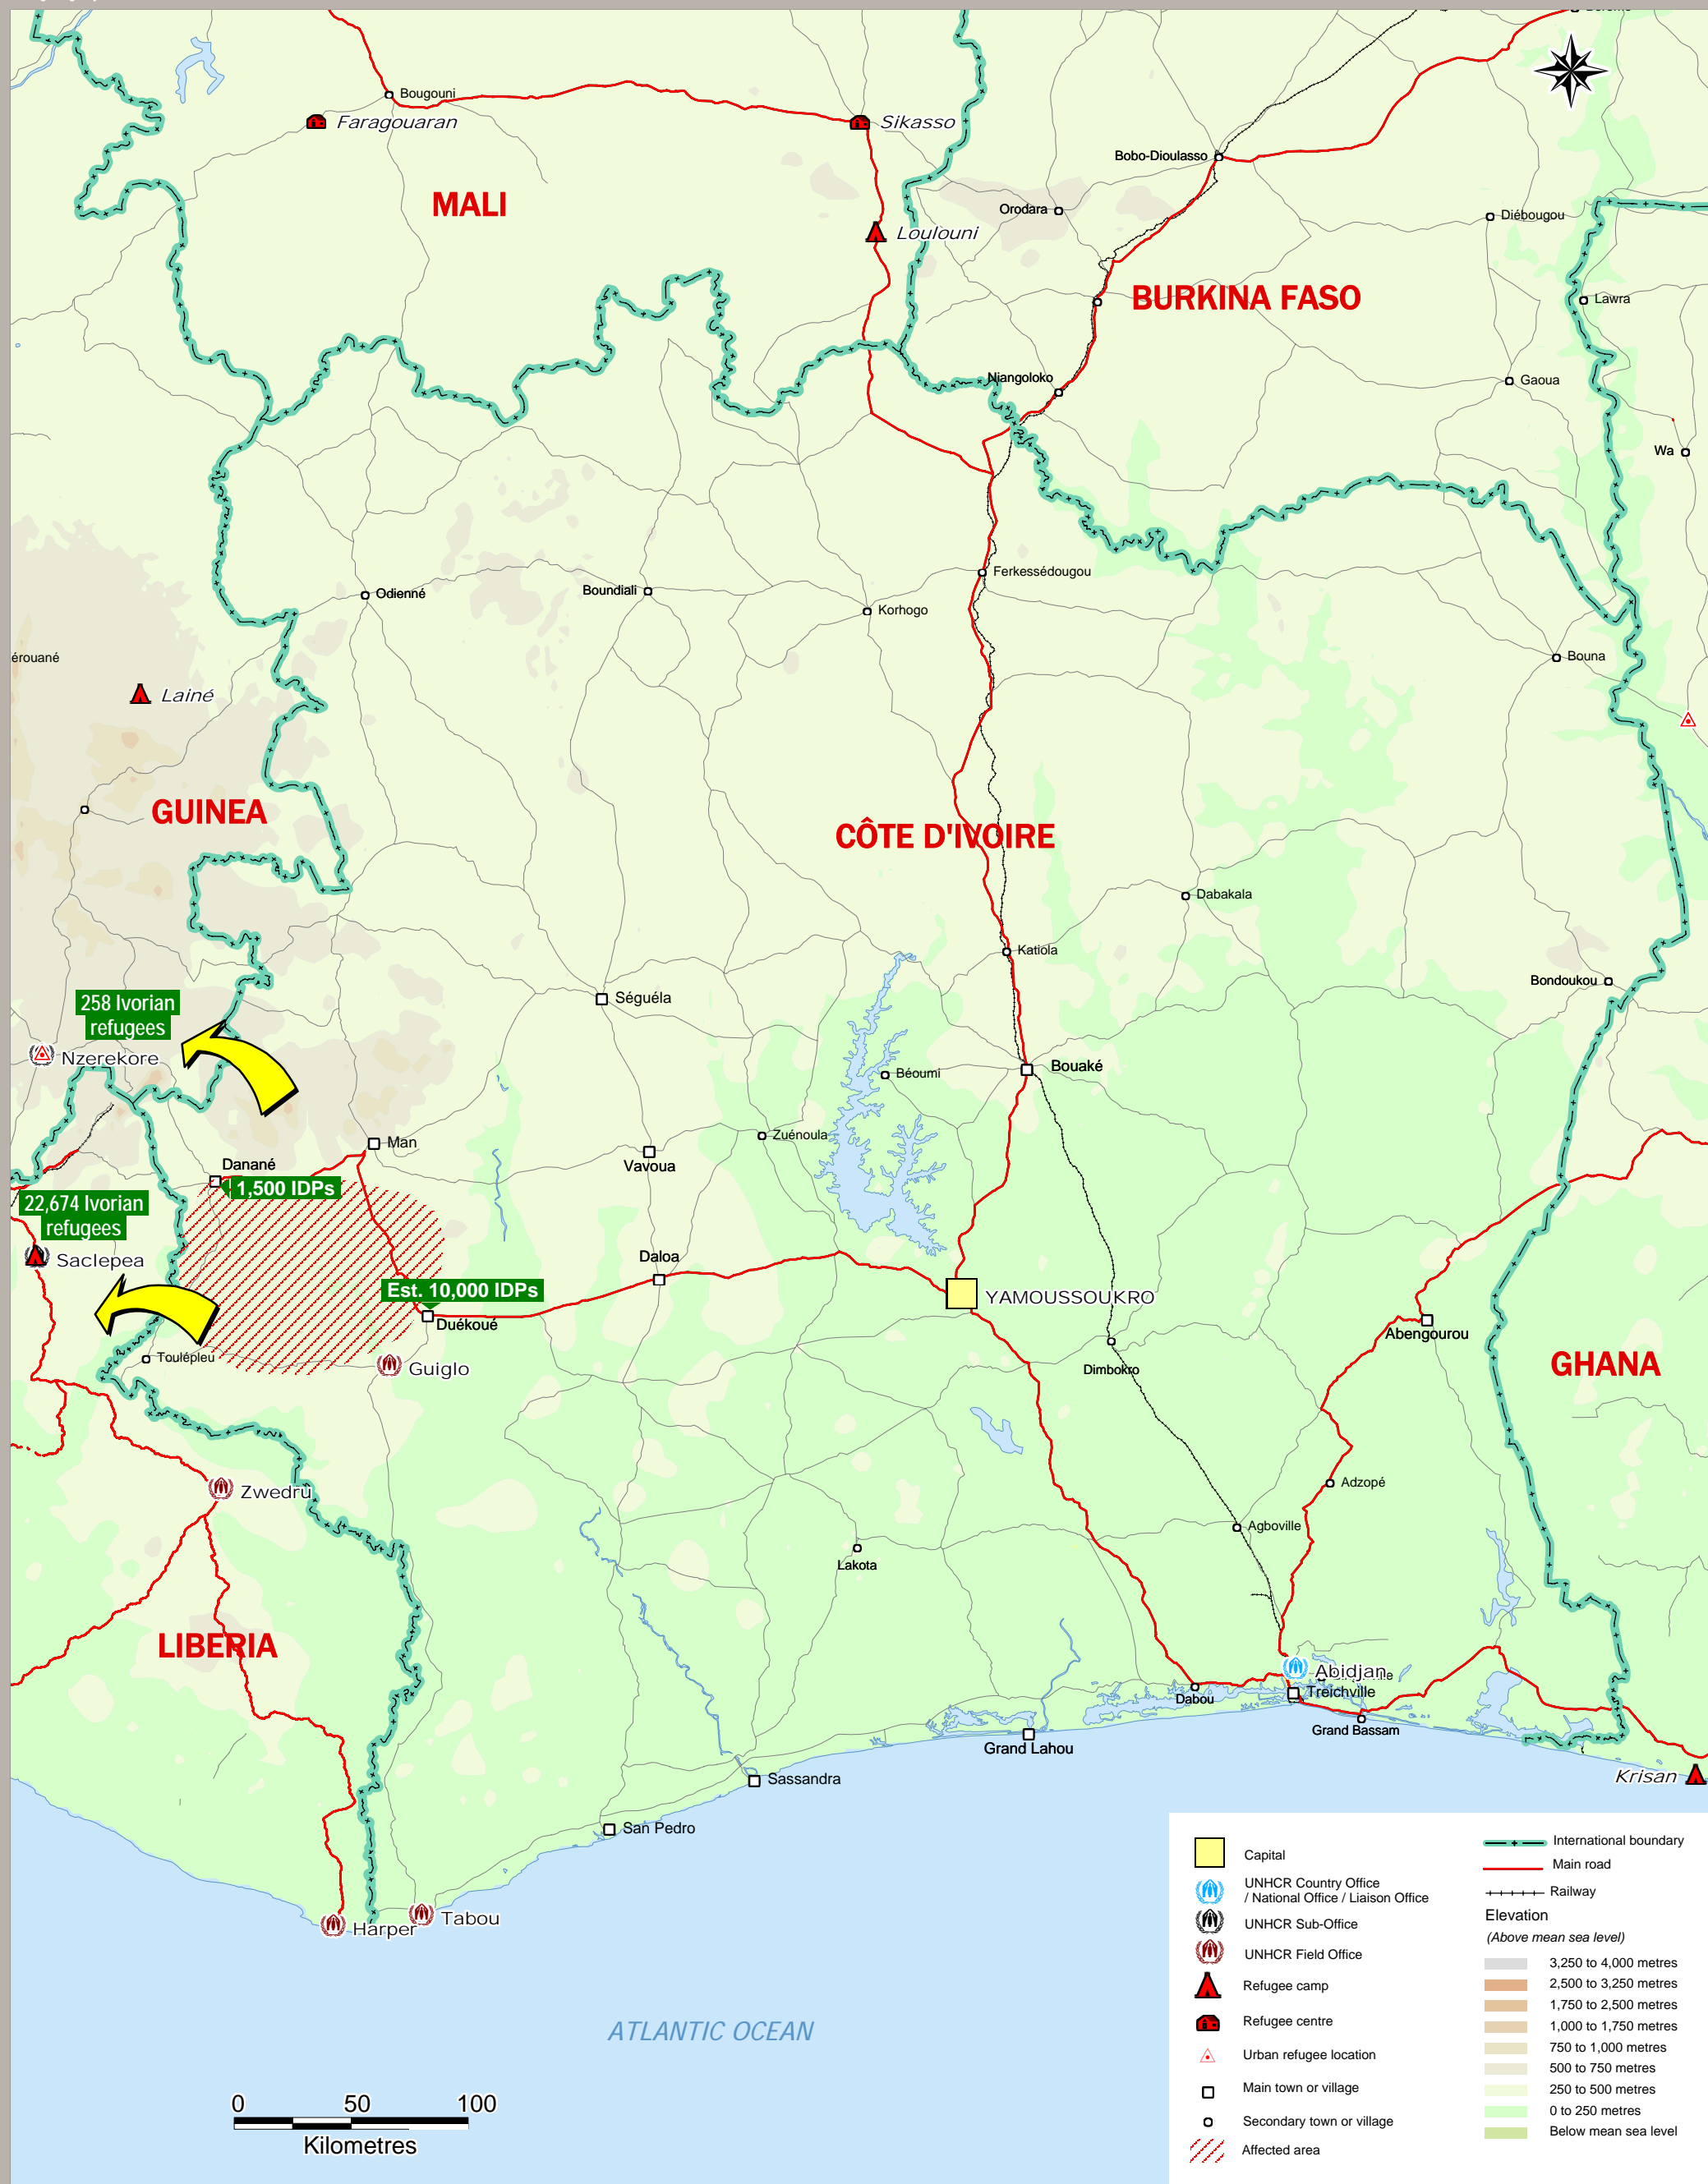 Bougouni
Faragouaran
Sikasso
Bobo-Dioulasso
MALI
Orodara
Diébougou
Loulouni
BURKINA FASO
Lawra
Niangoloko
Gaoua
Wa
Ferkessédougou
Odienné
Boundiali
Korhogo
érouané
Bouna
Lainé
GUINEA
CÔTE D'IVOIRE
Dabakala
Katiola
Bondoukou
258 Ivorian
refugees
Séguéla
Nzerekore
Béoumi
Bouaké
Man
Zuénoula
Danané
Vavoua
1,500 IDPs
22,674 Ivorian
refugees
Saclepea
Daloa
Est. 10,000 IDPs
YAMOUSSOUKRO
Duékoué
Abengourou
Toulépleu
Guiglo
Dimbokro
GHANA
Zwedru
Adzopé
Agboville
Lakota
LIBERIA
Abidjan
Treichville
Dabou
Grand Bassam
Grand Lahou
Krisan
Sassandra
San Pedro
Tabou
Harper
ATLANTIC OCEAN
0 50 100
Kilometres
Capital
UNHCR Country Office
/ National Office / Liaison Office
UNHCR Sub-Office
UNHCR Field Office
Refugee camp
Refugee centre
Urban refugee location
Main town or village
Secondary town or village
Affected area
International boundary
Main road
Railway
Elevation
(Above mean sea level)
3,250 to 4,000 metres
2,500 to 3,250 metres
1,750 to 2,500 metres
1,000 to 1,750 metres
750 to 1,000 metres
500 to 750 metres
250 to 500 metres
0 to 250 metres
Below mean sea level